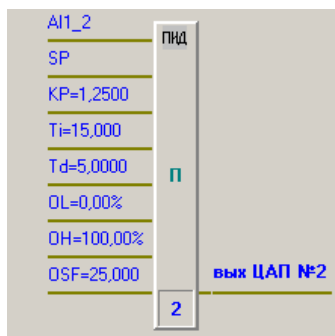 AI1_2
ПИД
SP
KP=1,2500
Ti=15,000
Td=5,0000
П
OL=0,00%
OH=100,00%
OSF=25,000
вых ЦАП №2
2